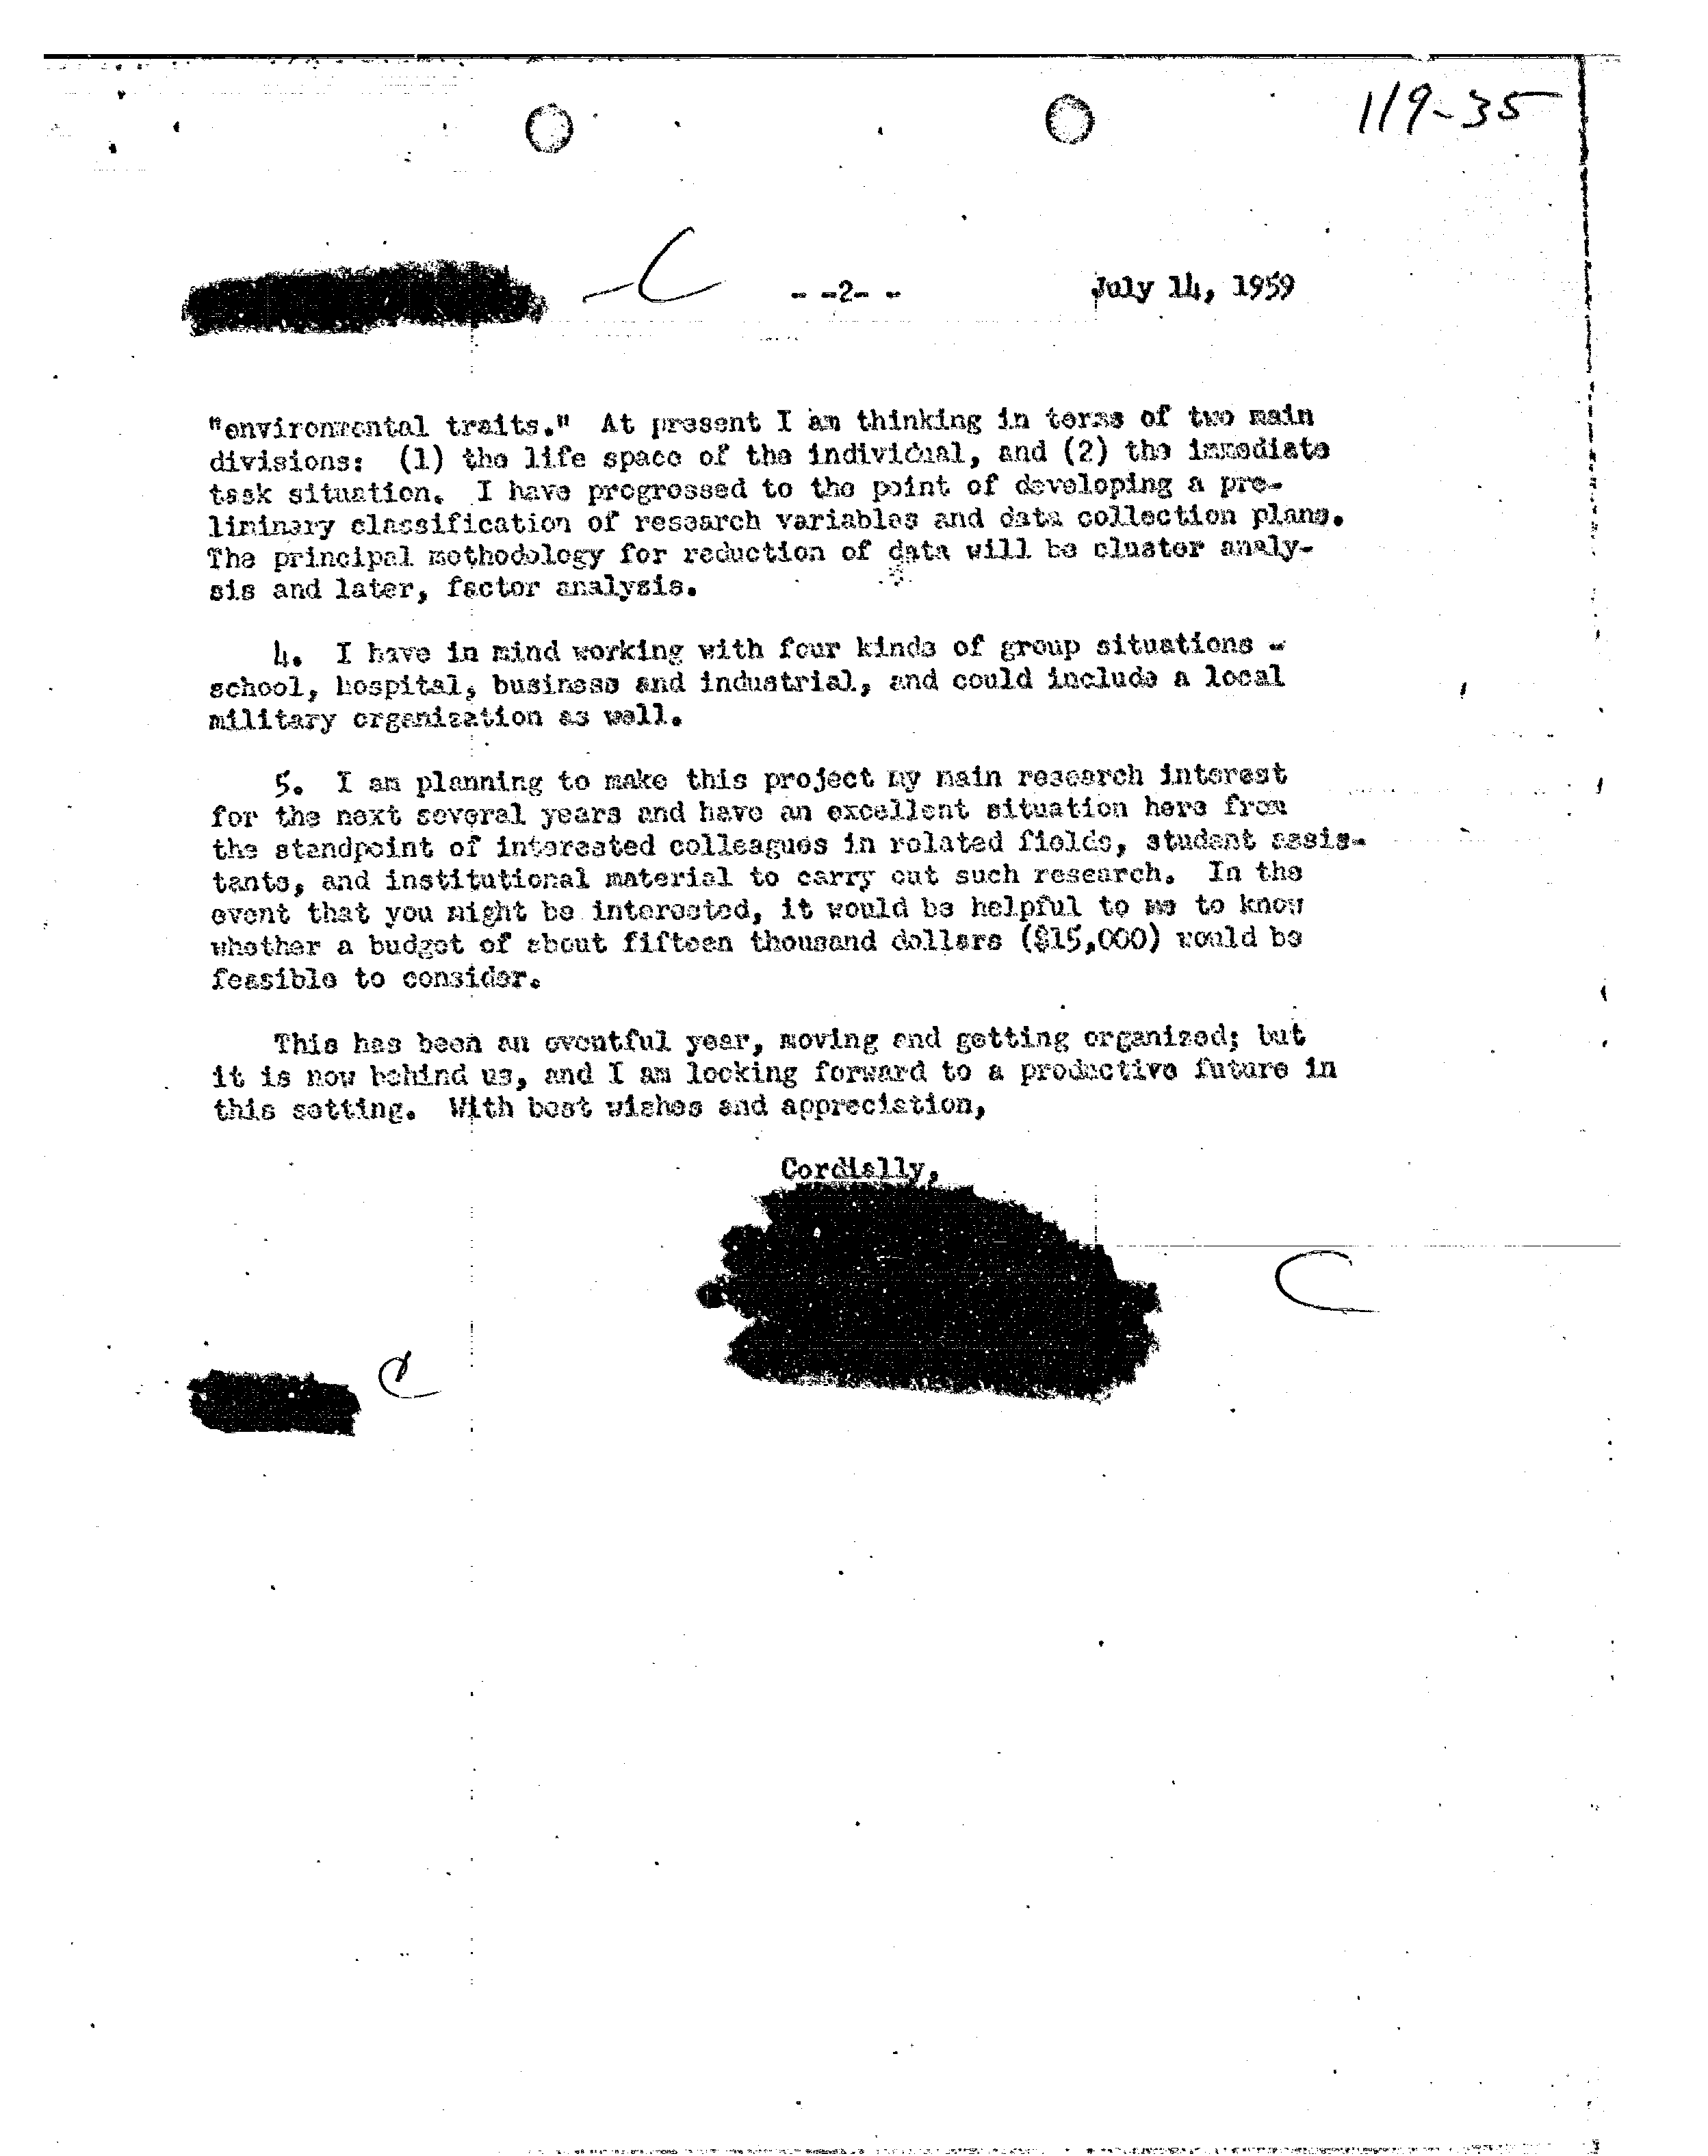 119-35
C
- -2- - July 14, 1959
"environmental traits." At present I am thinking in terms of two main
divisions: (1) the life space of the individual, and (2) the immediate
task situation. I have progressed to the point of developing a pre-
liminary classification of research variables and data collection plans.
The principal methodology for reduction of data will be cluster analy-
sis and later, factor analysis.
4. I have in mind working with four kinds of group situations -
school, hospital, business and industrial, and could include a local
military organization as well.
5. I am planning to make this project my main research interest
for the next several years and have an excellent situation here from
the standpoint of interested colleagues in related fields, student assis-
tants, and institutional material to carry out such research. In the
event that you might be interested, it would be helpful to me to know
whether a budget of about fifteen thousand dollars ($15,000) would be
feasible to consider.
This has been an eventful year, moving and getting organized; but
it is now behind us, and I am looking forward to a productive future in
this setting. With best wishes and appreciation,
Cordially,
C
C